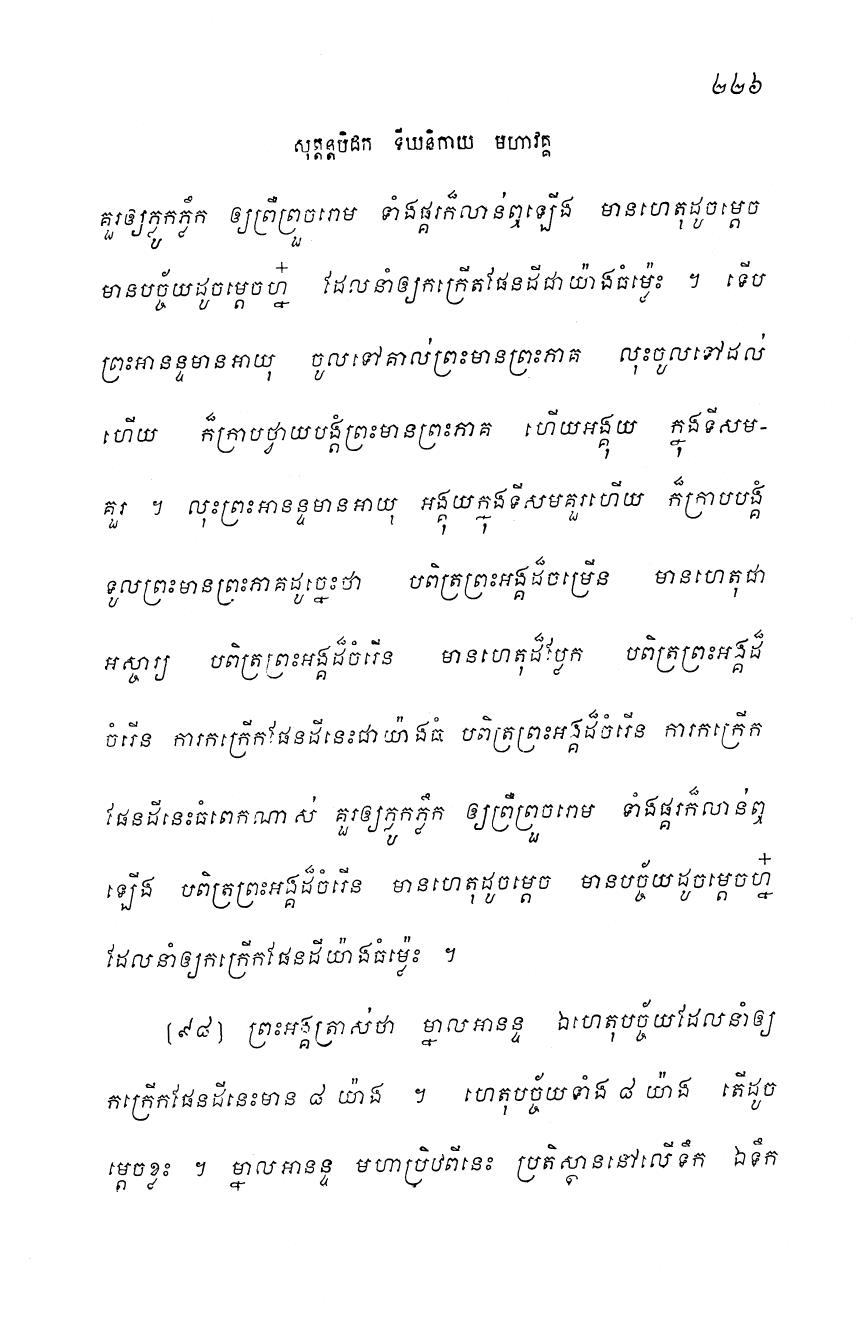 ២២៦
សុត្តន្តបិដក ទីឃនិកាយ មហាវគ្គ
គួរឲ្យភ្ញូកភ្ញឹក ឲ្យព្រឺព្រួចរោម ទាំងផ្គរក៏លាន់ឮឡើង មានហេតុដូចម្តេច
មានបច្ច័យដូចម្តេចហ្ន៎ ដែលនាំឲ្យកក្រើតផែនដីជាយ៉ាងធំម្ល៉េះ ។ ទើប
ព្រះអានន្ទមានអាយុ ចូលទៅគាល់ព្រះមានព្រះភាគ លុះចូលទៅដល់
ហើយ ក៏ក្រាបថ្វាយបង្គំព្រះមានព្រះភាគ ហើយអង្គុយ ក្នុងទីសម-
គួរ ។ លុះព្រះអានន្ទមានអាយុ អង្គុយក្នុងទីសមគួរហើយ ក៏ក្រាបបង្គំ
ទូលព្រះមានព្រះភាគដូច្នេះថា បពិត្រព្រះអង្គដ៏ចម្រើន មានហេតុជា
អស្ចារ្យ បពិត្រព្រះអង្គដ៏ចំរើន មានហេតុដ៏ប្លែក បពិត្រព្រះអង្គដ៏
ចំរើន ការកក្រើកផែនដីនេះជាយ៉ាងធំ បពិត្រព្រះអង្គដ៏ចំរើន ការកក្រើក
ផែនដីនេះធំពេកណាស់ គួរឲ្យភ្ញូកភ្ញឹក ឲ្យព្រឺព្រួចរោម ទាំងផ្គរក៏លាន់ឮ
ឡើង បពិត្រព្រះអង្គដ៏ចំរើន មានហេតុដូចម្តេច មានបច្ច័យដូចម្តេចហ្ន៎
ដែលនាំឲ្យកក្រើកផែនដីយ៉ាងធំម្ល៉េះ ។
(៩៨) ព្រះអង្គត្រាស់ថា ម្នាលអានន្ទ ឯហេតុបច្ច័យដែលនាំឲ្យ
កក្រើកផែនដីនេះមាន ៨ យ៉ាង ។ ហេតុបច្ច័យទាំង ៨ យ៉ាង តើដូច
ម្តេចខ្លះ ។ ម្នាលអានន្ទ មហាប្រិថពីនេះ ប្រតិស្ឋាននៅលើទឹក ឯទឹក